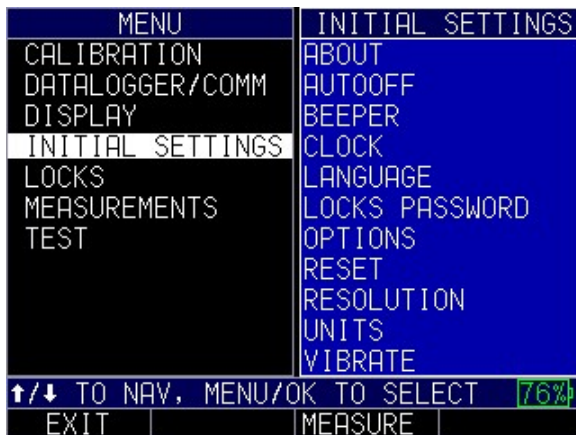 MENU
CALIBRATION
DATALOGGER/COMM
DISPLAY
INITIAL SETTINGS
LOCKS
MEASUREMENTS
TEST
INITIAL SETTINGS
ABOUT
AUTOOFF
BEEPER
CLOCK
LANGUAGE
LOCKS PASSWORD
OPTIONS
RESET
RESOLUTION
UNITS
VIBRATE
↑/↓ TO NAV, MENU/OK TO SELECT 76%
EXIT MEASURE